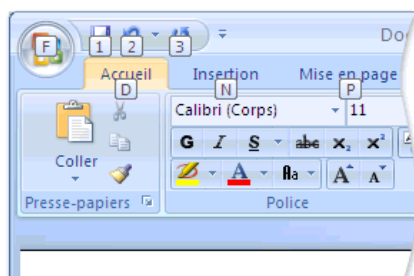 Do
F 1 2 3
Accueil Insertion Mise en page
D N P
Calibri (Corps) 11
G I S abc x₂ x²
Coller
A Aa A A
Presse-papiers Police